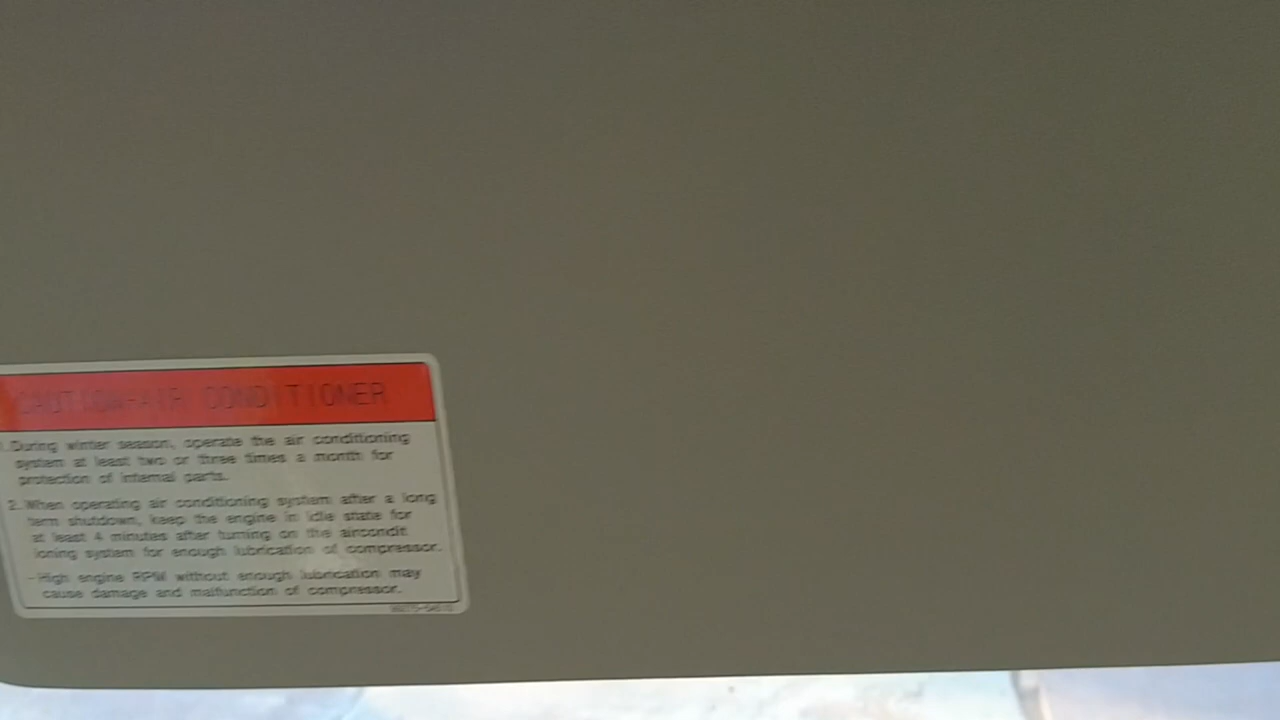 CAUTION-AIR CONDITIONER
1.During winter season, operate the air conditioning
system at least two or three times a month for
protection of internal parts.
2.When operating air conditioning system after a long
term shutdown, keep the engine in idle state for
at least 4 minutes after turning on the aircondit
ioning system for enough lubrication of compressor.
-High engine RPM without enough lubrication may
cause damage and malfunction of compressor.